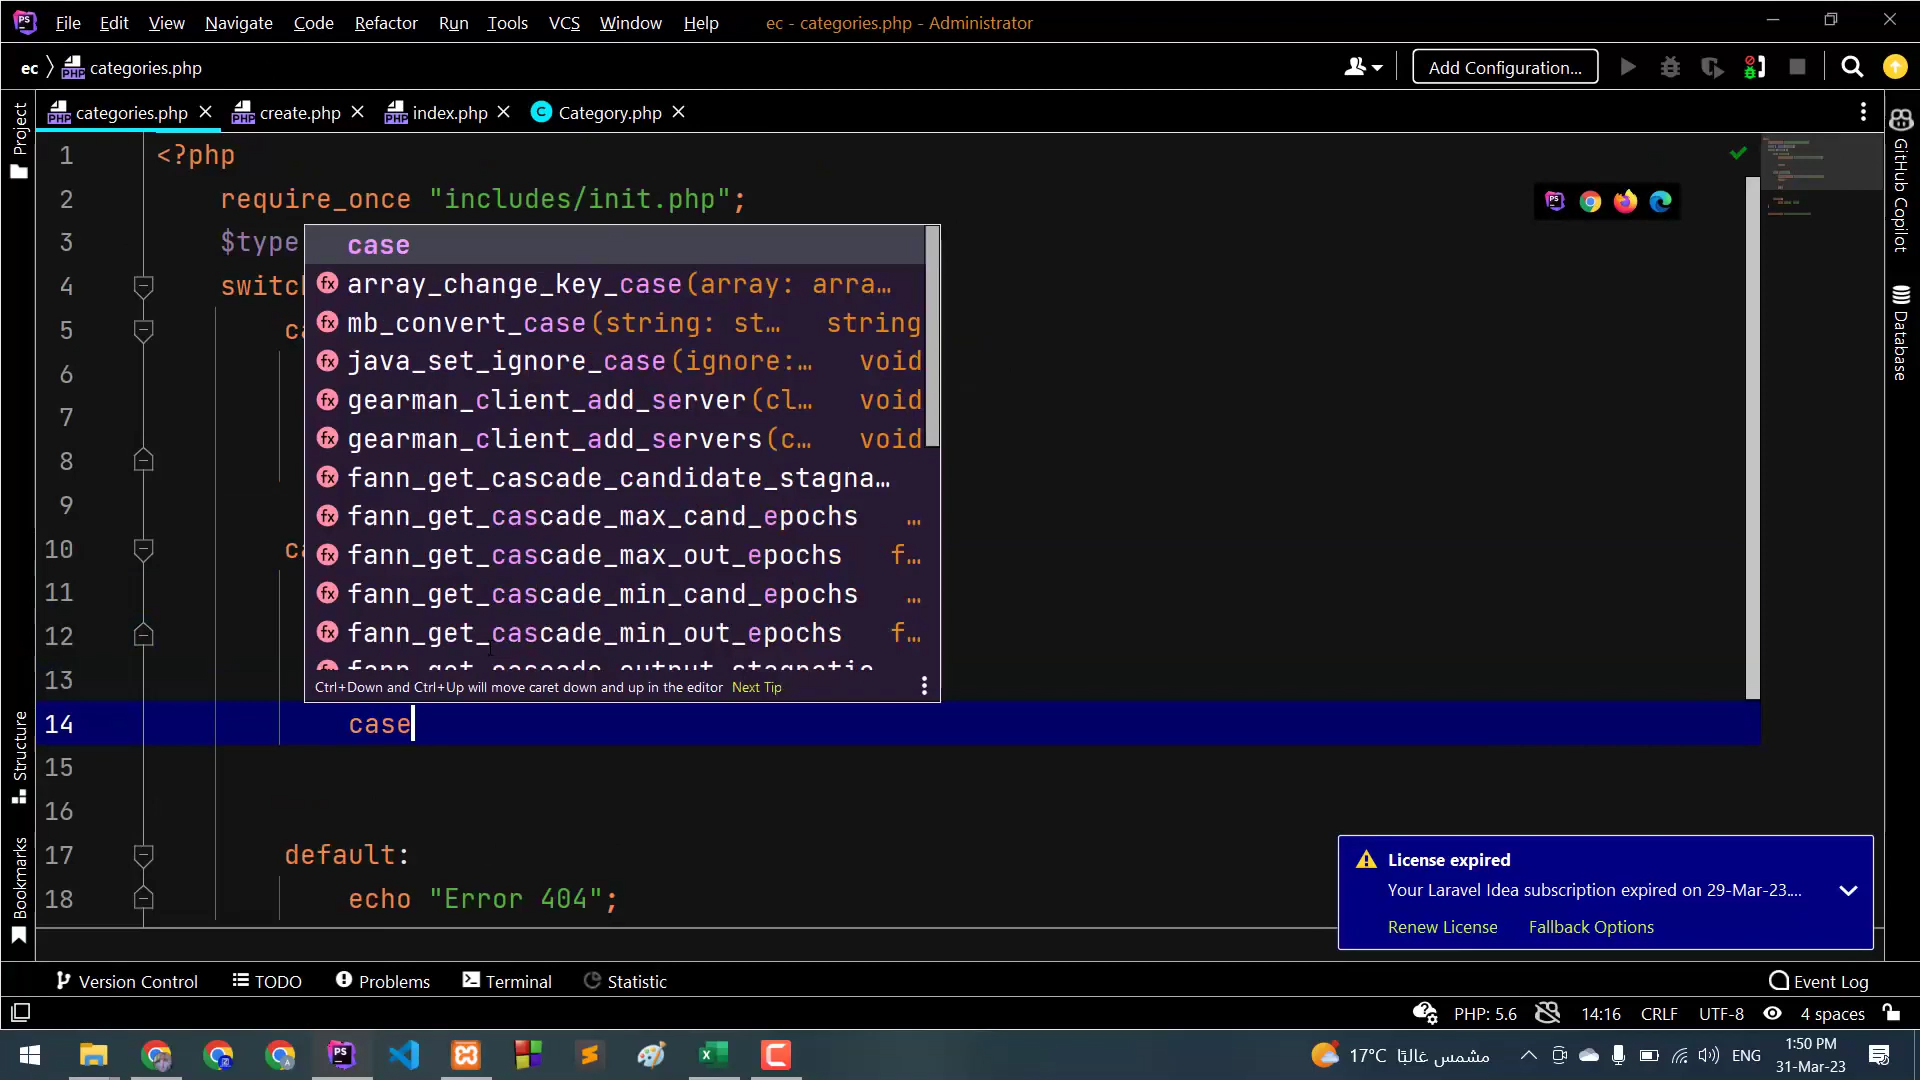 File Edit View Navigate Code Refactor Run Tools VCS Window Help ec - categories.php - Administrator
ec categories.php
Add Configuration...
categories.php create.php index.php Category.php
Project
GitHub Copilot
Database
Structure
Bookmarks
1 <?php
2 require_once "includes/init.php";
3 $type
4 switch
5 ca
6
7
8
9
10 ca
11
12
13
14 case
15
16
17 default:
18 echo "Error 404";
case
array_change_key_case(array: arra…
mb_convert_case(string: st… string
java_set_ignore_case(ignore:… void
gearman_client_add_server(cl… void
gearman_client_add_servers(c… void
fann_get_cascade_candidate_stagna…
fann_get_cascade_max_cand_epochs …
fann_get_cascade_max_out_epochs f…
fann_get_cascade_min_cand_epochs …
fann_get_cascade_min_out_epochs f…
Ctrl+Down and Ctrl+Up will move caret down and up in the editor Next Tip
License expired
Your Laravel Idea subscription expired on 29-Mar-23....
Renew License Fallback Options
Version Control TODO Problems Terminal Statistic Event Log
PHP: 5.6 14:16 CRLF UTF-8 4 spaces
17°C مشمس غالبًا ENG 1:50 PM
31-Mar-23